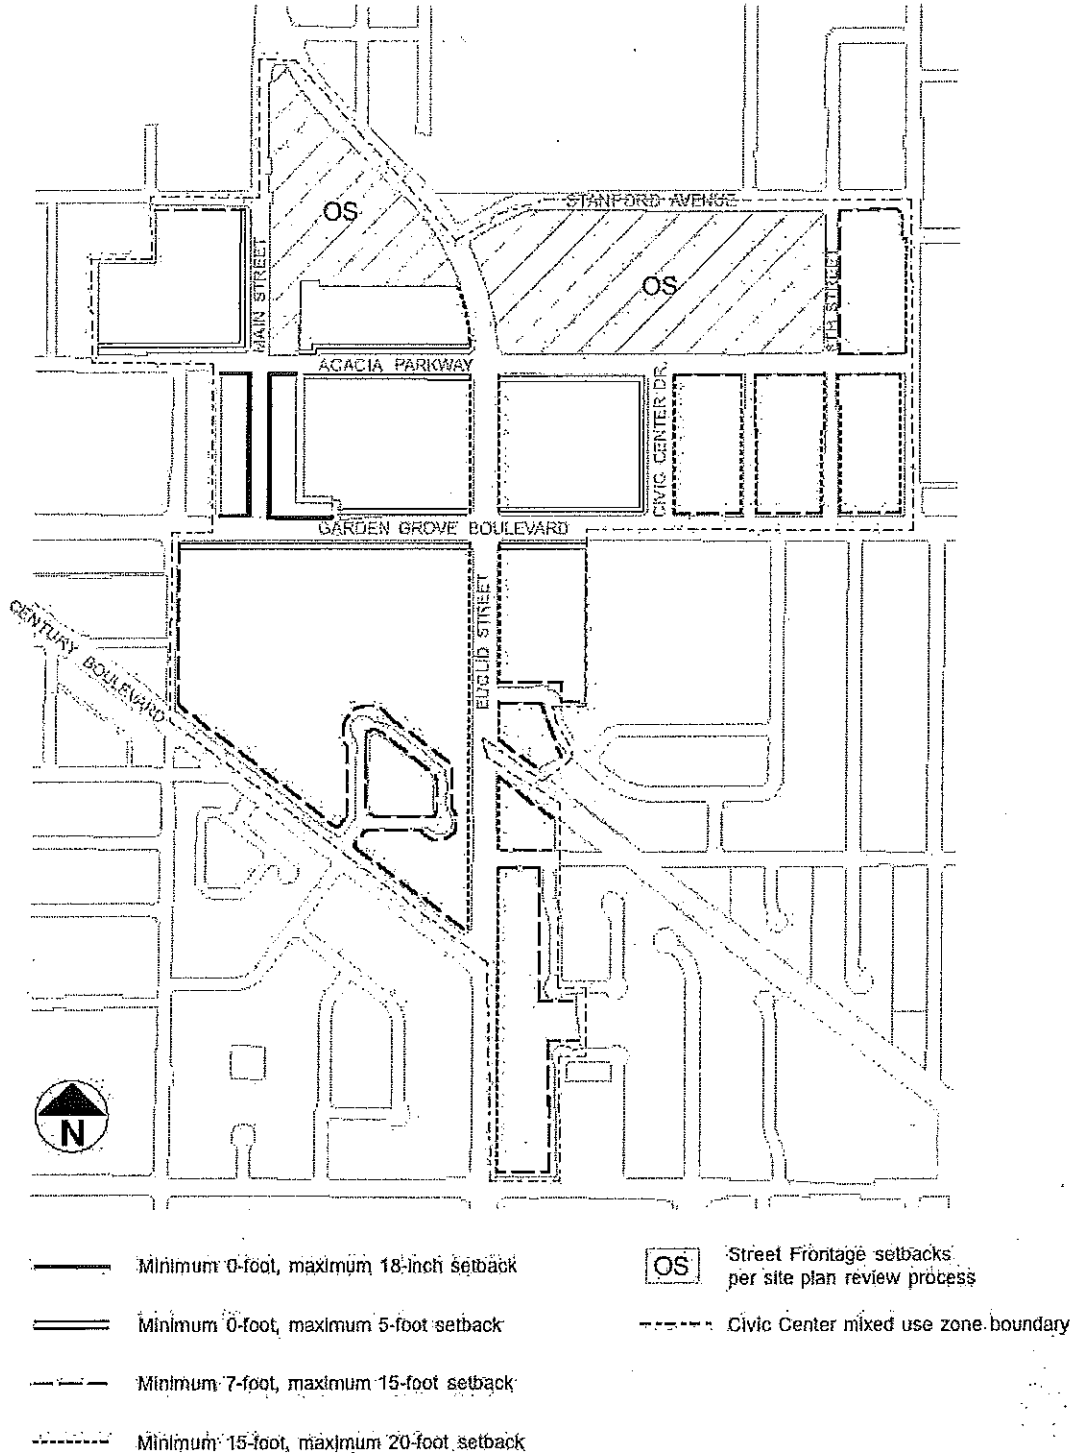 OS
STANFORD AVENUE
OS
MAIN STREET
8TH STREET
ACACIA PARKWAY
CIVIC CENTER DR.
GARDEN GROVE BOULEVARD
EUCLID STREET
CENTURY BOULEVARD
N
Minimum 0-foot, maximum 18-inch setback
Minimum 0-foot, maximum 5-foot setback
Minimum 7-foot, maximum 15-foot setback
Minimum 15-foot, maximum 20-foot setback
OS
Street Frontage setbacks
per site plan review process
Civic Center mixed use zone boundary